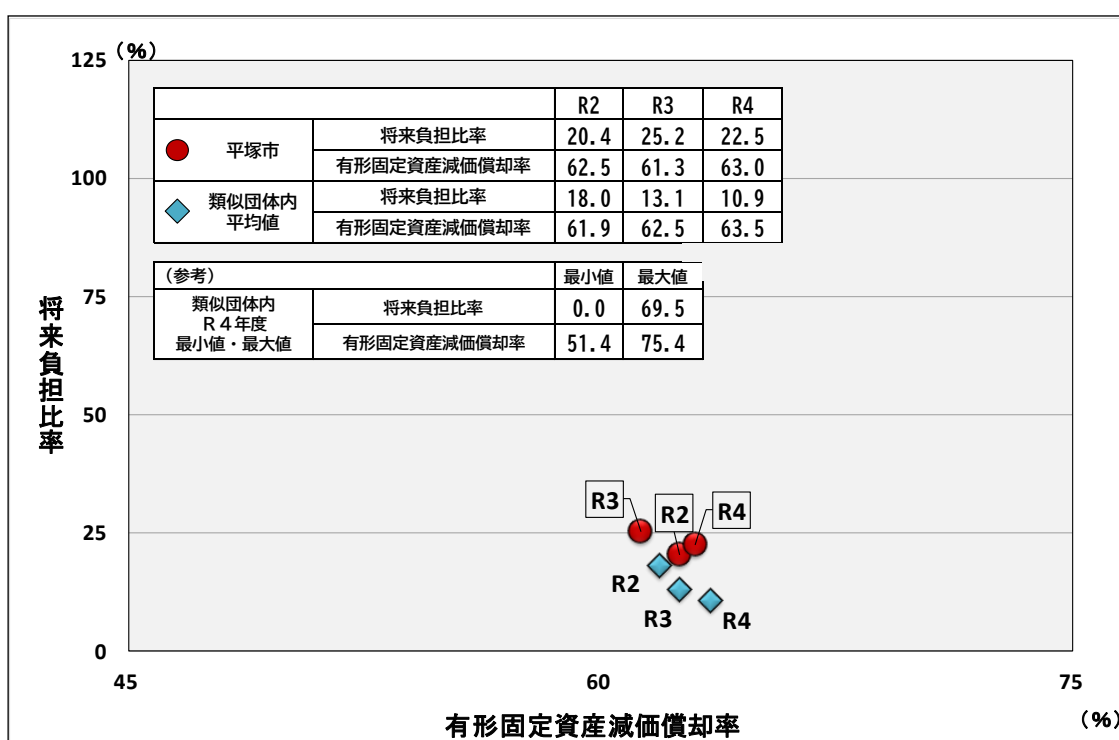 (%)
125
100
75
50
25
0
将来負担比率
R2 R3 R4
平塚市
将来負担比率 20.4 25.2 22.5
有形固定資産減価償却率 62.5 61.3 63.0
類似団体内
平均値
将来負担比率 18.0 13.1 10.9
有形固定資産減価償却率 61.9 62.5 63.5
(参考) 最小値 最大値
類似団体内
R4年度
最小値・最大値
将来負担比率 0.0 69.5
有形固定資産減価償却率 51.4 75.4
R3
R2
R4
R2
R3
R4
45 60 75
有形固定資産減価償却率
(%)